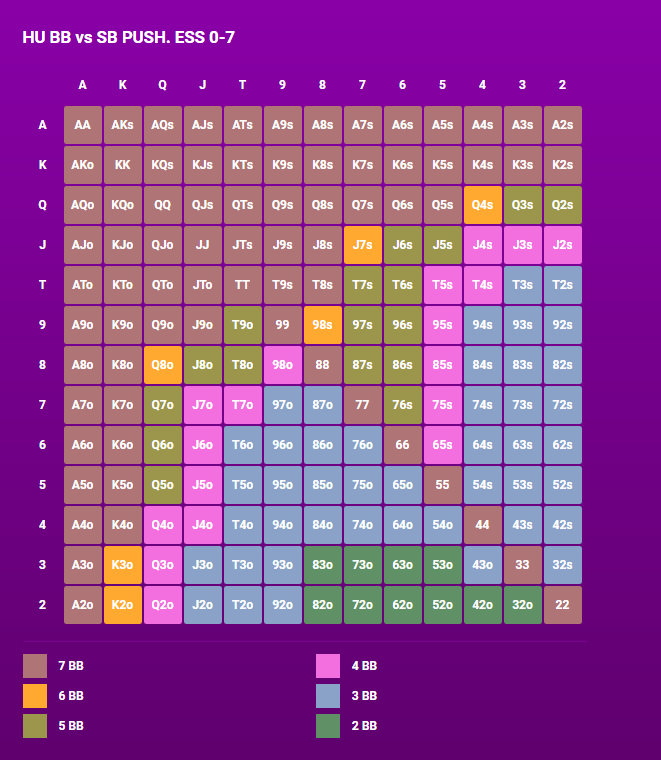 HU BB vs SB PUSH. ESS 0-7
A K Q J T 9 8 7 6 5 4 3 2
A AA AKs AQs AJs ATs A9s A8s A7s A6s A5s A4s A3s A2s
K AKo KK KQs KJs KTs K9s K8s K7s K6s K5s K4s K3s K2s
Q AQo KQo QQ QJs QTs Q9s Q8s Q7s Q6s Q5s Q4s Q3s Q2s
J AJo KJo QJo JJ JTs J9s J8s J7s J6s J5s J4s J3s J2s
T ATo KTo QTo JTo TT T9s T8s T7s T6s T5s T4s T3s T2s
9 A9o K9o Q9o J9o T9o 99 98s 97s 96s 95s 94s 93s 92s
8 A8o K8o Q8o J8o T8o 98o 88 87s 86s 85s 84s 83s 82s
7 A7o K7o Q7o J7o T7o 97o 87o 77 76s 75s 74s 73s 72s
6 A6o K6o Q6o J6o T6o 96o 86o 76o 66 65s 64s 63s 62s
5 A5o K5o Q5o J5o T5o 95o 85o 75o 65o 55 54s 53s 52s
4 A4o K4o Q4o J4o T4o 94o 84o 74o 64o 54o 44 43s 42s
3 A3o K3o Q3o J3o T3o 93o 83o 73o 63o 53o 43o 33 32s
2 A2o K2o Q2o J2o T2o 92o 82o 72o 62o 52o 42o 32o 22
7 BB 4 BB
6 BB 3 BB
5 BB 2 BB